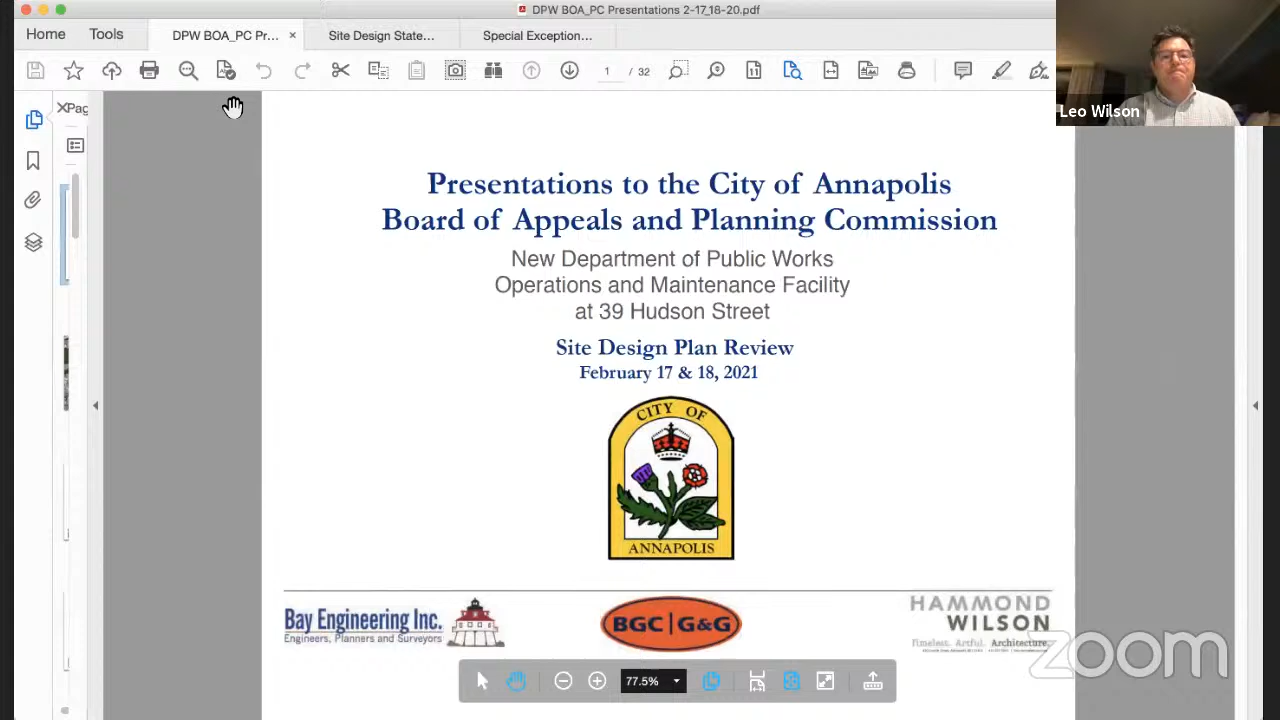 DPW BOA_PC Presentations 2-17_18-20.pdf
Home
Tools
DPW BOA_PC Pr...
×
Site Design State...
Special Exception...
1 / 32
Pag
Leo Wilson
Presentations to the City of Annapolis
Board of Appeals and Planning Commission
New Department of Public Works
Operations and Maintenance Facility
at 39 Hudson Street
Site Design Plan Review
February 17 & 18, 2021
CITY OF
ANNAPOLIS
Bay Engineering Inc.
Engineers, Planners and Surveyors
BGC | G&G
HAMMOND
WILSON
Timeless. Artful. Architecture.
77.5%
zoom